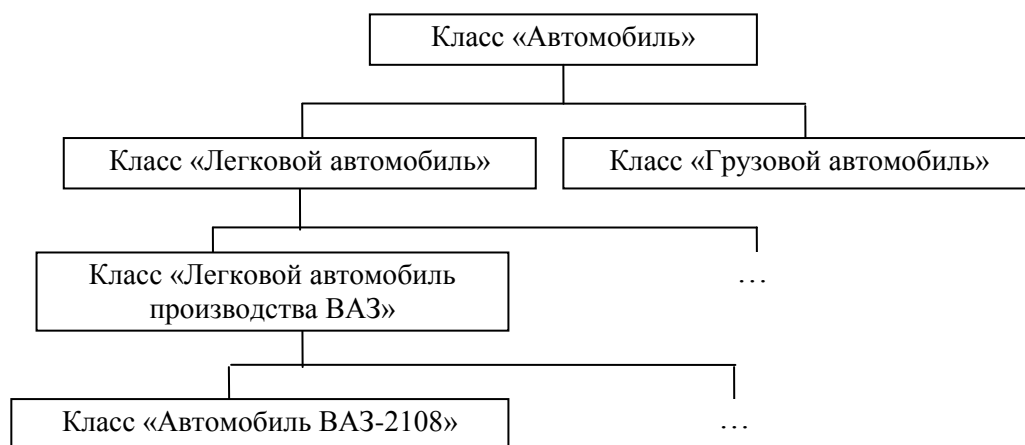 Класс «Автомобиль»
Класс «Легковой автомобиль»
Класс «Грузовой автомобиль»
Класс «Легковой автомобиль
производства ВАЗ»
…
Класс «Автомобиль ВАЗ-2108»
…